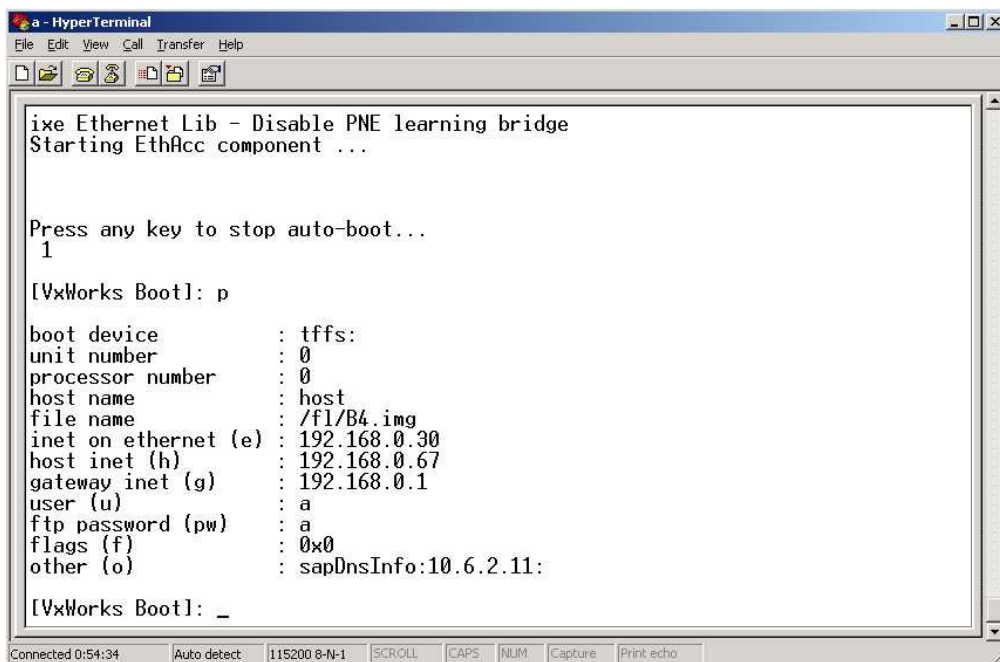 a - HyperTerminal
File Edit View Call Transfer Help
ixe Ethernet Lib - Disable PNE learning bridge
Starting EthAcc component ...
Press any key to stop auto-boot...
1
[VxWorks Boot]: p
boot device : tffs:
unit number : 0
processor number : 0
host name : host
file name : /fl/B4.img
inet on ethernet (e) : 192.168.0.30
host inet (h) : 192.168.0.67
gateway inet (g) : 192.168.0.1
user (u) : a
ftp password (pw) : a
flags (f) : 0x0
other (o) : sapDnsInfo:10.6.2.11:
[VxWorks Boot]: _
Connected 0:54:34 Auto detect 115200 8-N-1 SCROLL CAPS NUM Capture Print echo